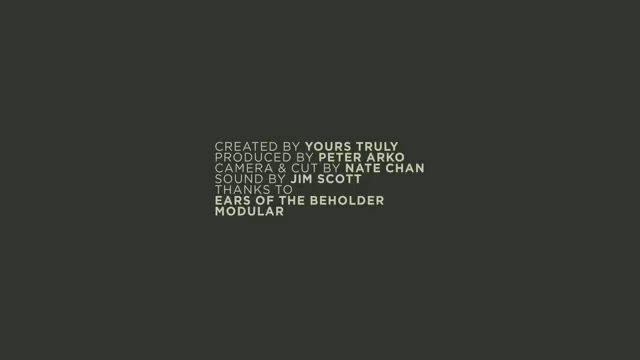 CREATED BY YOURS TRULY
PRODUCED BY PETER ARKO
CAMERA & CUT BY NATE CHAN
SOUND BY JIM SCOTT
THANKS TO
EARS OF THE BEHOLDER
MODULAR